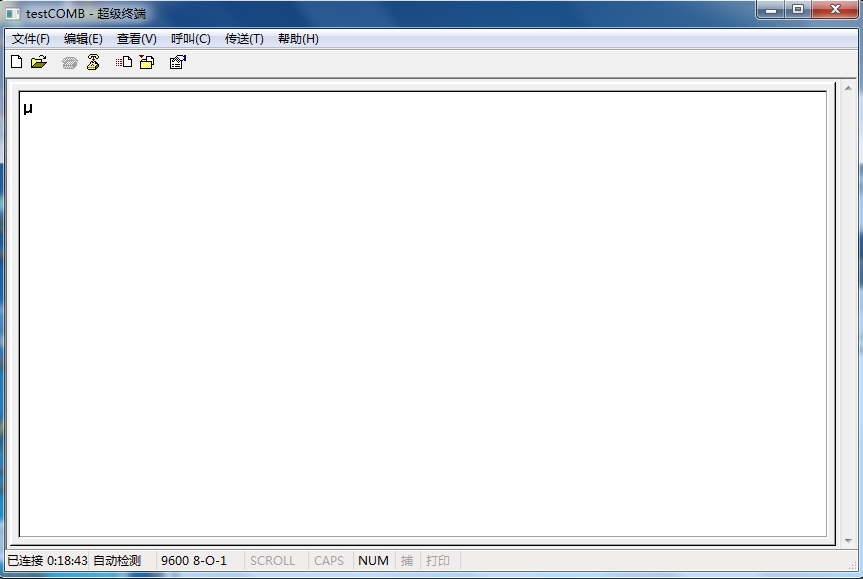 testCOMB - 超级终端
文件(F) 编辑(E) 查看(V) 呼叫(C) 传送(T) 帮助(H)
μ
已连接 0:18:43 自动检测 9600 8-O-1 SCROLL CAPS NUM 捕 打印